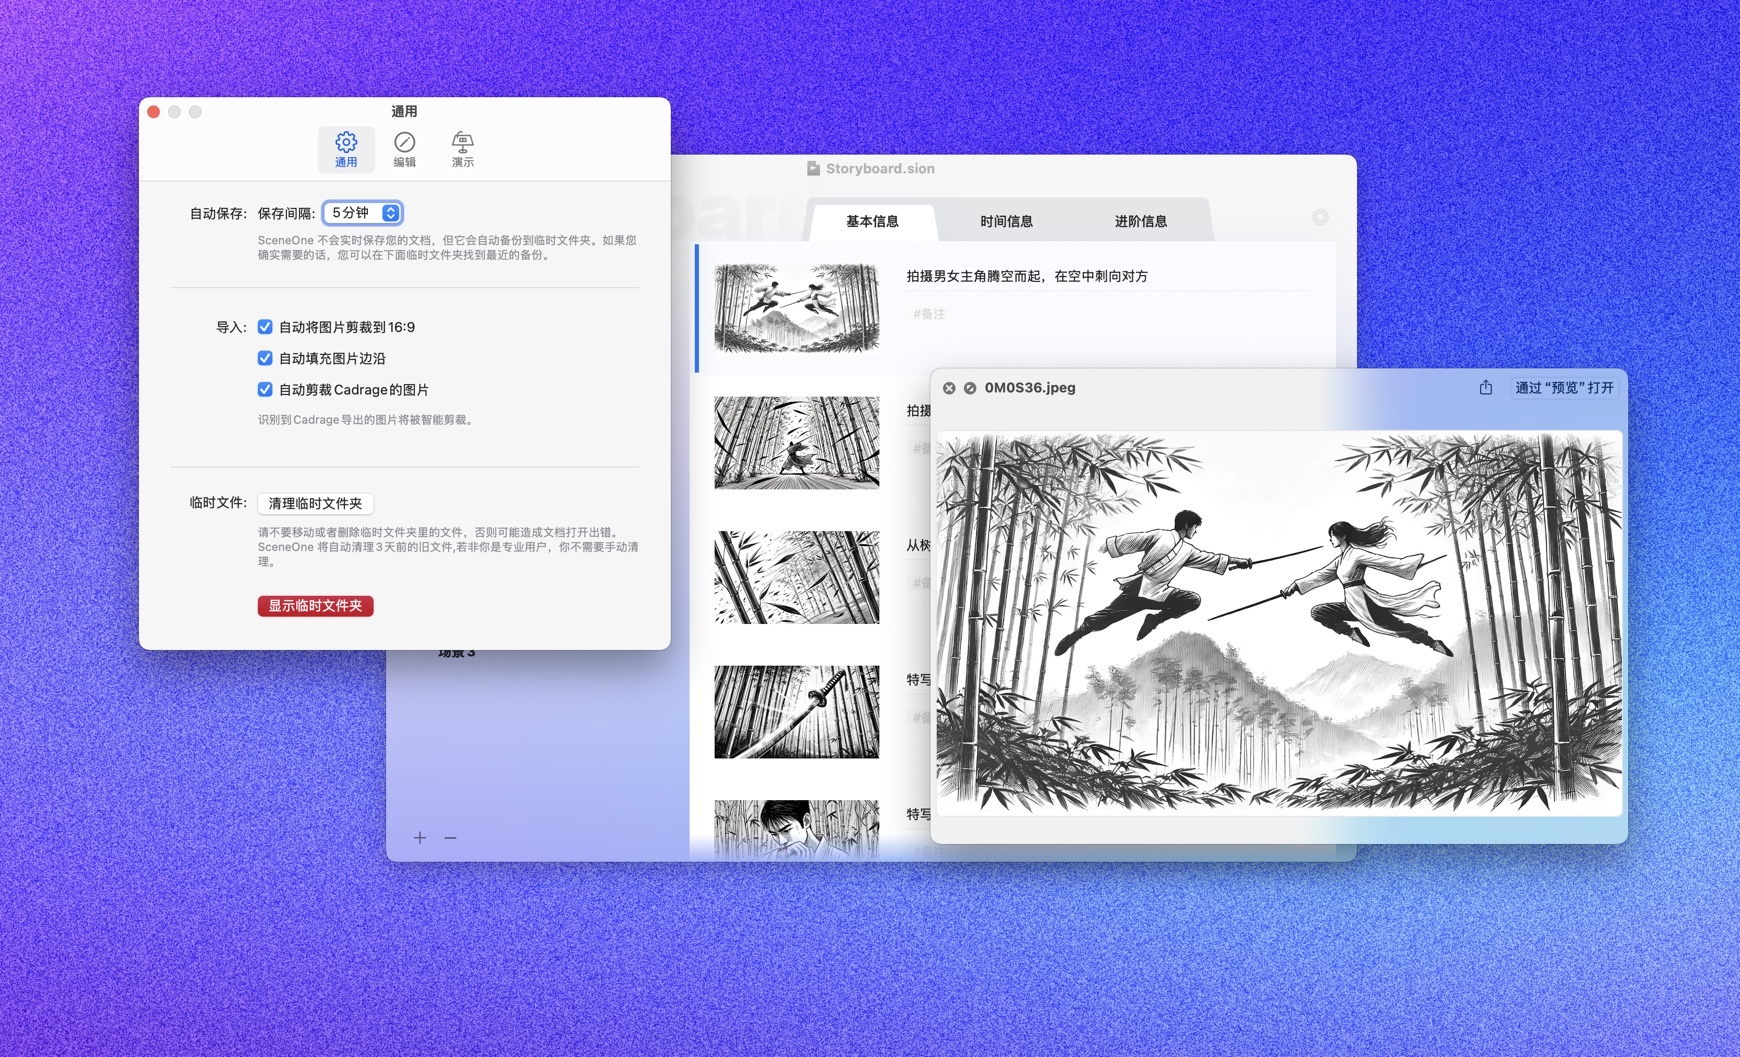 通用
通用
编辑
演示
自动保存: 保存间隔: 5分钟
SceneOne 不会实时保存您的文档，但它会自动备份到临时文件夹。如果您
确实需要的话，您可以在下面临时文件夹找到最近的备份。
导入: 自动将图片剪裁到16:9
自动填充图片边沿
自动剪裁Cadrage的图片
识别到Cadrage导出的图片将被智能剪裁。
临时文件: 清理临时文件夹
请不要移动或者删除临时文件夹里的文件，否则可能造成文档打开出错。
SceneOne 将自动清理3天前的旧文件,若非你是专业用户，你不需要手动清
理。
显示临时文件夹
Storyboard.sion
基本信息
时间信息
进阶信息
拍摄男女主角腾空而起，在空中刺向对方
#备注
拍摄
#备
从树
#备
特写
#备
特写
场景3
0M0S36.jpeg
通过“预览”打开